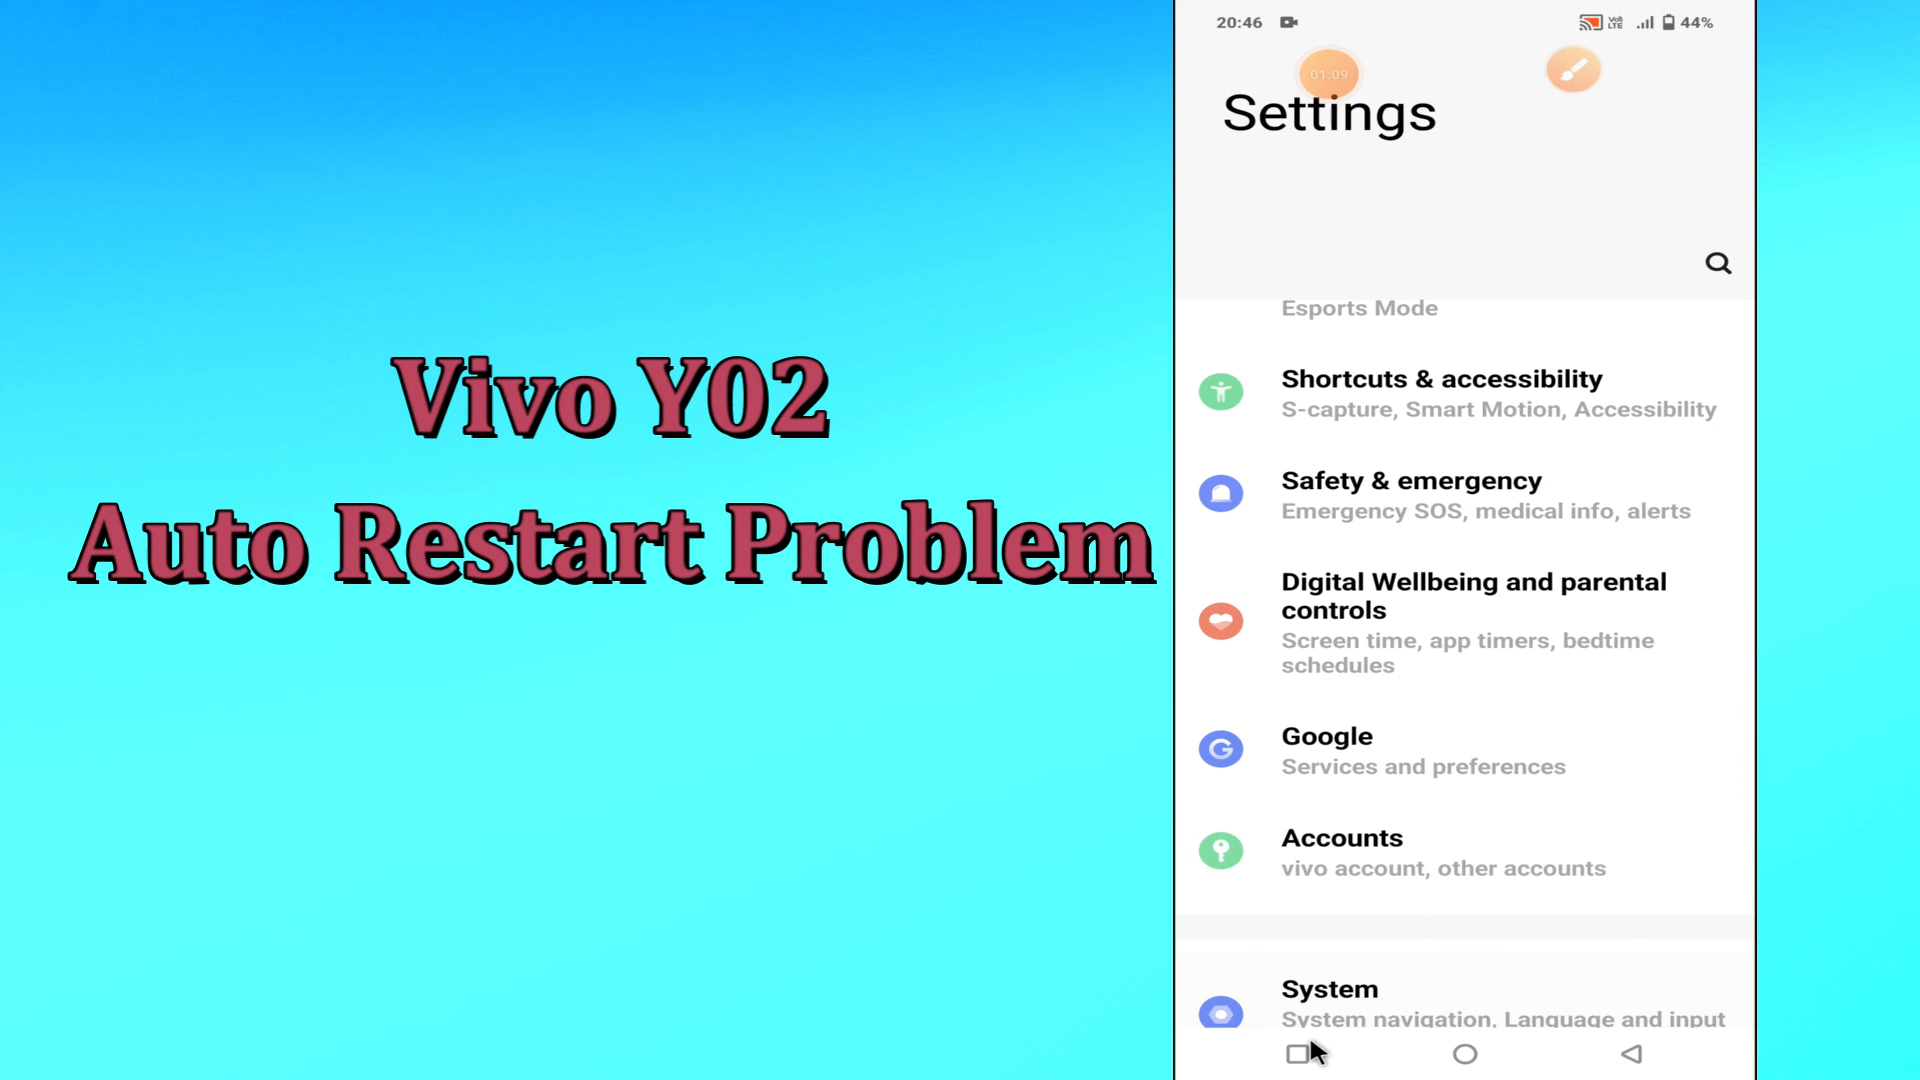 Vivo Y02
Auto Restart Problem
20:46
Vo) LTE
44%
01:09
Settings
Esports Mode
Shortcuts & accessibility
S-capture, Smart Motion, Accessibility
Safety & emergency
Emergency SOS, medical info, alerts
Digital Wellbeing and parental
controls
Screen time, app timers, bedtime
schedules
Google
Services and preferences
Accounts
vivo account, other accounts
System
System navigation, Language and input